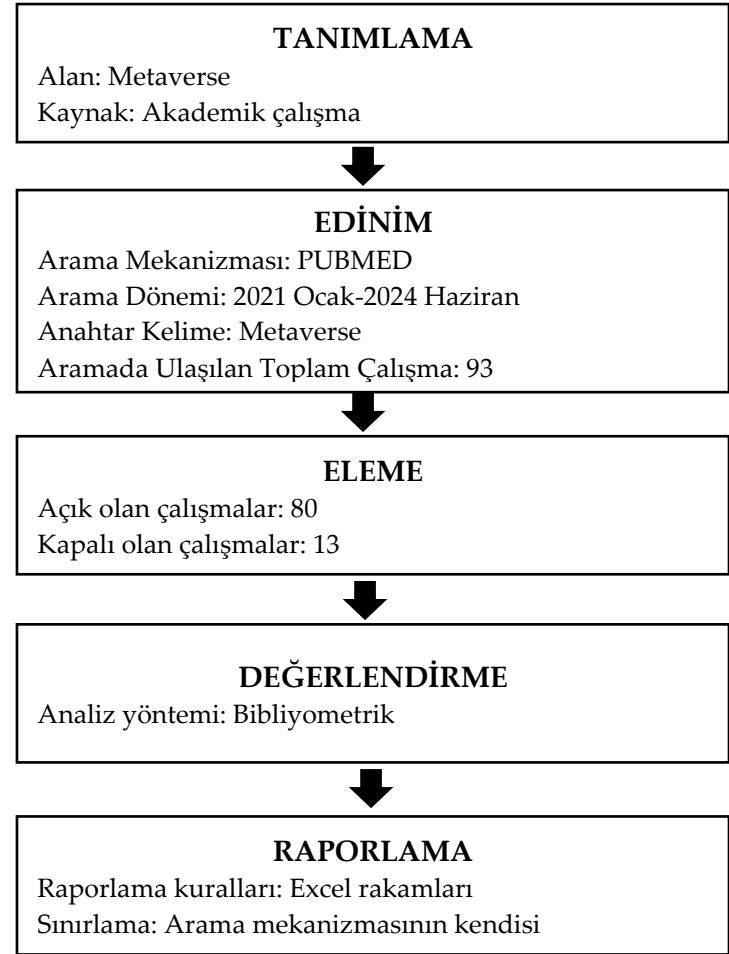 TANIMLAMA
Alan: Metaverse
Kaynak: Akademik çalışma
EDİNİM
Arama Mekanizması: PUBMED
Arama Dönemi: 2021 Ocak-2024 Haziran
Anahtar Kelime: Metaverse
Aramada Ulaşılan Toplam Çalışma: 93
ELEME
Açık olan çalışmalar: 80
Kapalı olan çalışmalar: 13
DEĞERLENDİRME
Analiz yöntemi: Bibliyometrik
RAPORLAMA
Raporlama kuralları: Excel rakamları
Sınırlama: Arama mekanizmasının kendisi